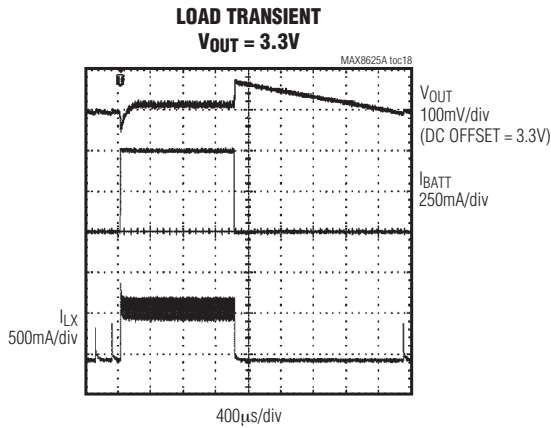 LOAD TRANSIENT
VOUT = 3.3V
MAX8625A toc18
T
VOUT
100mV/div
(DC OFFSET = 3.3V)
IBATT
250mA/div
ILX
500mA/div
400μs/div